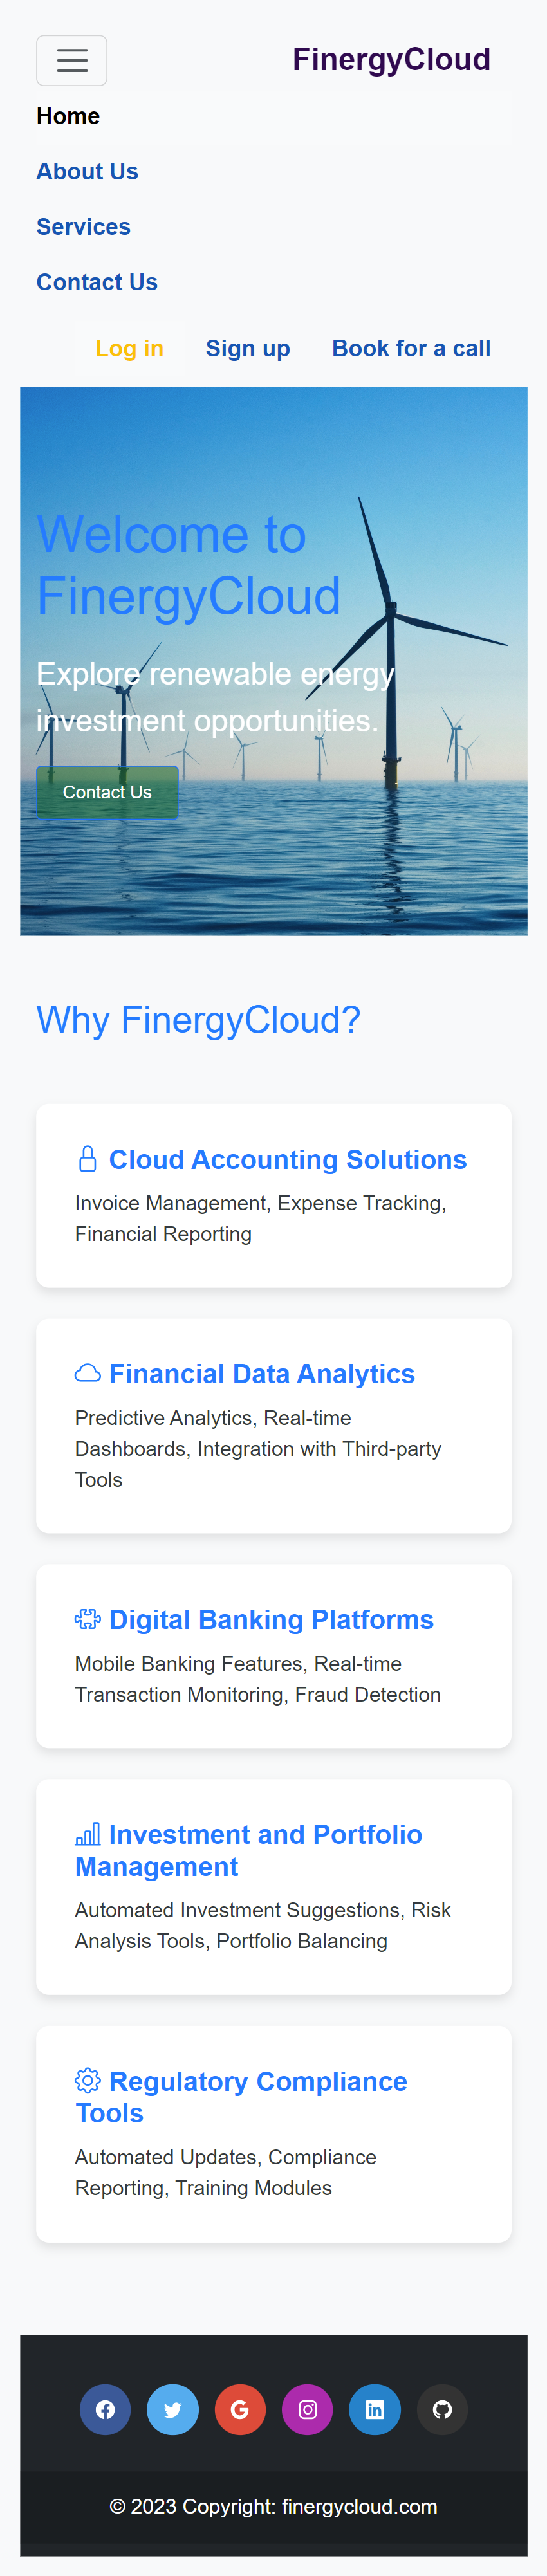 FinergyCloud
Home
About Us
Services
Contact Us
Log in Sign up Book for a call
Welcome to
FinergyCloud
Explore renewable energy
investment opportunities.
Contact Us
Why FinergyCloud?
Cloud Accounting Solutions
Invoice Management, Expense Tracking,
Financial Reporting
Financial Data Analytics
Predictive Analytics, Real-time
Dashboards, Integration with Third-party
Tools
Digital Banking Platforms
Mobile Banking Features, Real-time
Transaction Monitoring, Fraud Detection
Investment and Portfolio
Management
Automated Investment Suggestions, Risk
Analysis Tools, Portfolio Balancing
Regulatory Compliance
Tools
Automated Updates, Compliance
Reporting, Training Modules
© 2023 Copyright: finergycloud.com